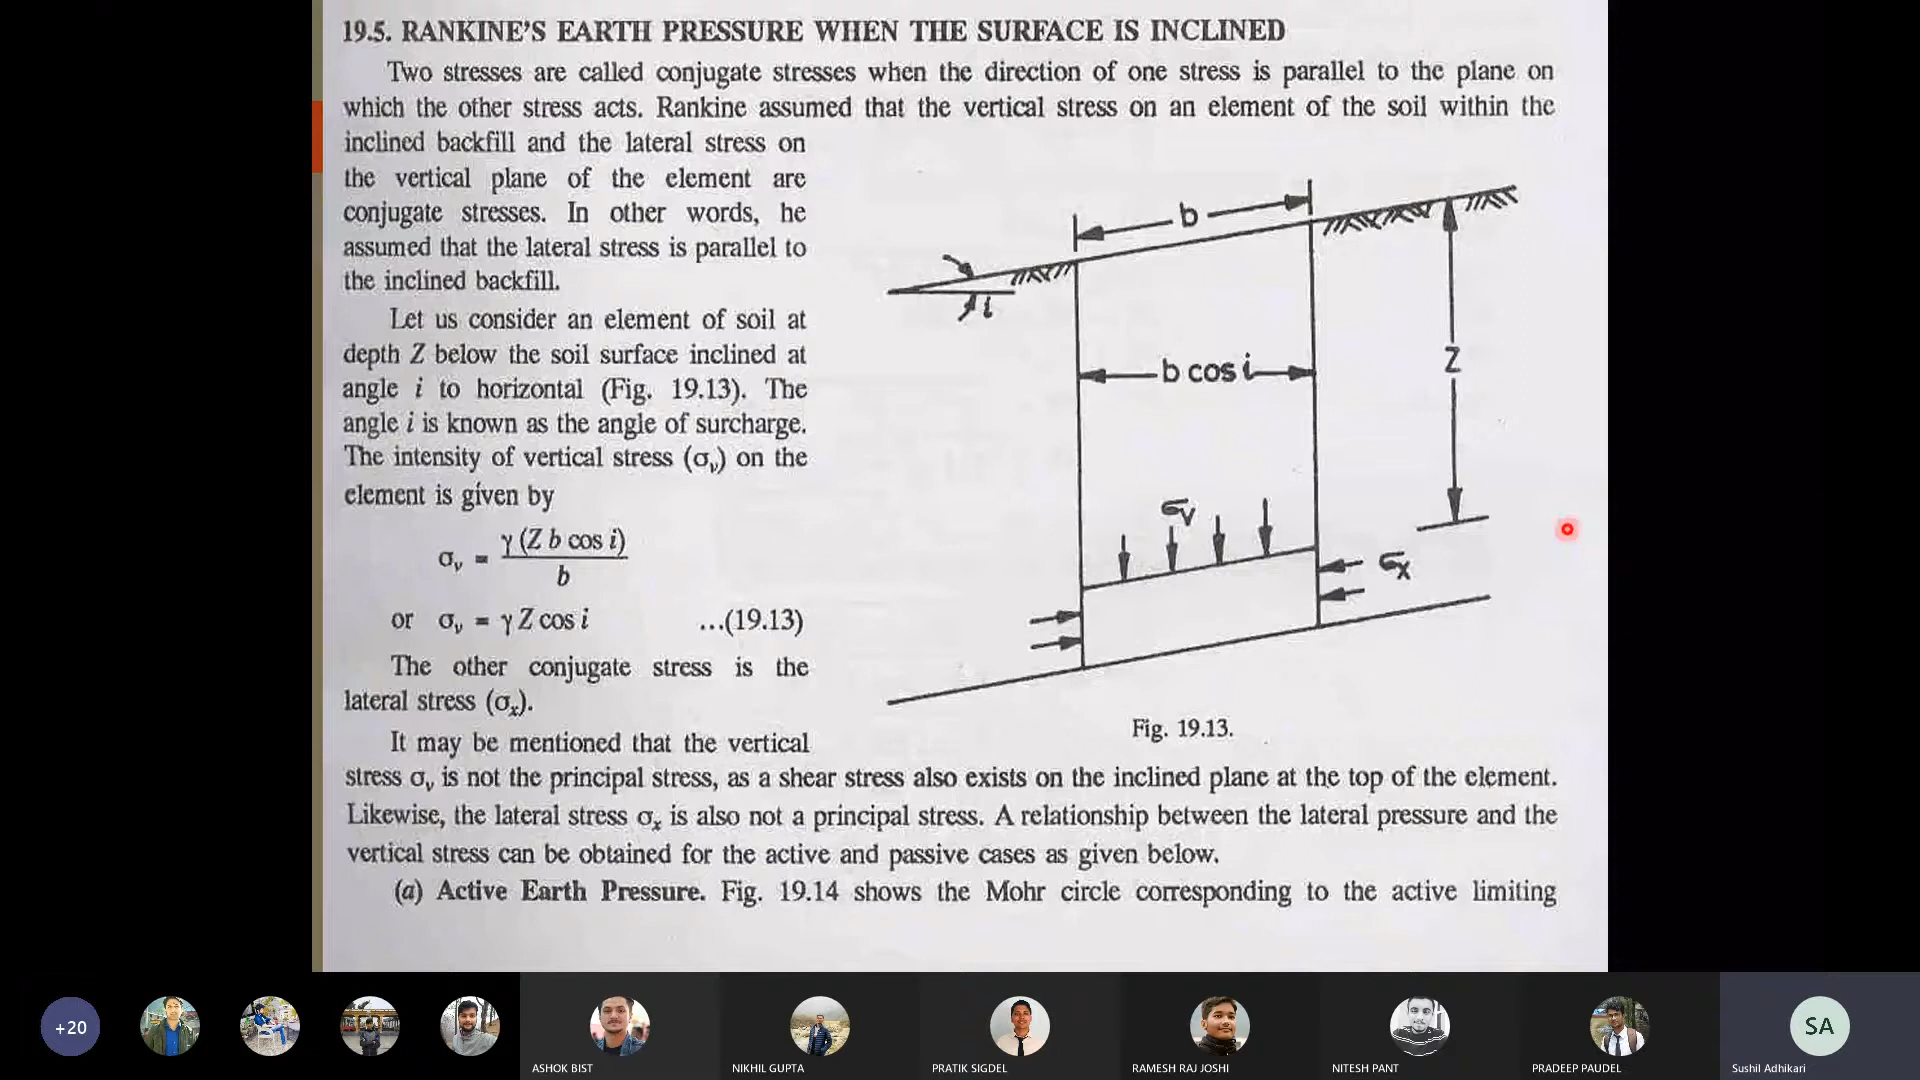 19.5. RANKINE'S EARTH PRESSURE WHEN THE SURFACE IS INCLINED
Two stresses are called conjugate stresses when the direction of one stress is parallel to the plane on
which the other stress acts. Rankine assumed that the vertical stress on an element of the soil within the
inclined backfill and the lateral stress on
the vertical plane of the element are
conjugate stresses. In other words, he
assumed that the lateral stress is parallel to
the inclined backfill.
Let us consider an element of soil at
depth Z below the soil surface inclined at
angle i to horizontal (Fig. 19.13). The
angle i is known as the angle of surcharge.
The intensity of vertical stress (σᵥ) on the
element is given by
σᵥ = γ (Z b cos i) / b
or σᵥ = γ Z cos i ...(19.13)
The other conjugate stress is the
lateral stress (σₓ).
b
i
b cos i
Z
σᵥ
σₓ
Fig. 19.13.
It may be mentioned that the vertical
stress σᵥ is not the principal stress, as a shear stress also exists on the inclined plane at the top of the element.
Likewise, the lateral stress σₓ is also not a principal stress. A relationship between the lateral pressure and the
vertical stress can be obtained for the active and passive cases as given below.
(a) Active Earth Pressure. Fig. 19.14 shows the Mohr circle corresponding to the active limiting
+20
ASHOK BIST
NIKHIL GUPTA
PRATIK SIGDEL
RAMESH RAJ JOSHI
NITESH PANT
PRADEEP PAUDEL
SA
Sushil Adhikari